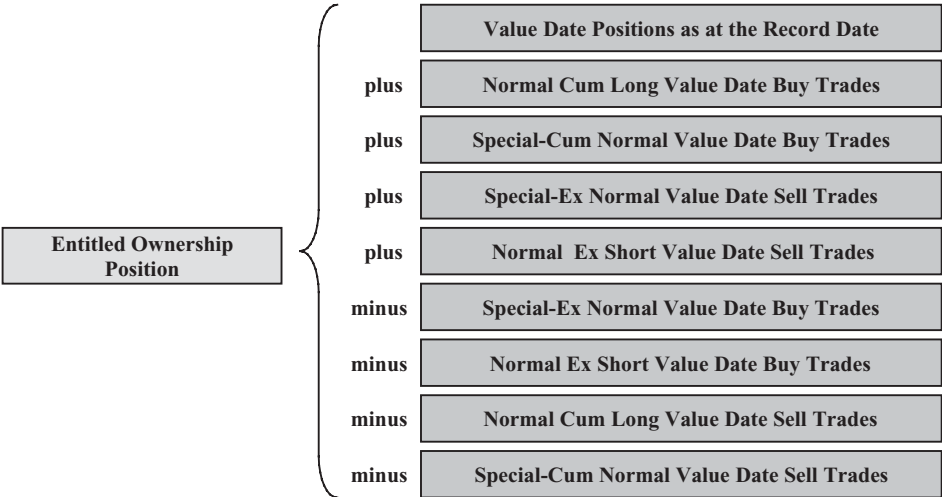 Value Date Positions as at the Record Date
plus Normal Cum Long Value Date Buy Trades
plus Special-Cum Normal Value Date Buy Trades
plus Special-Ex Normal Value Date Sell Trades
Entitled Ownership
Position
plus Normal Ex Short Value Date Sell Trades
minus Special-Ex Normal Value Date Buy Trades
minus Normal Ex Short Value Date Buy Trades
minus Normal Cum Long Value Date Sell Trades
minus Special-Cum Normal Value Date Sell Trades